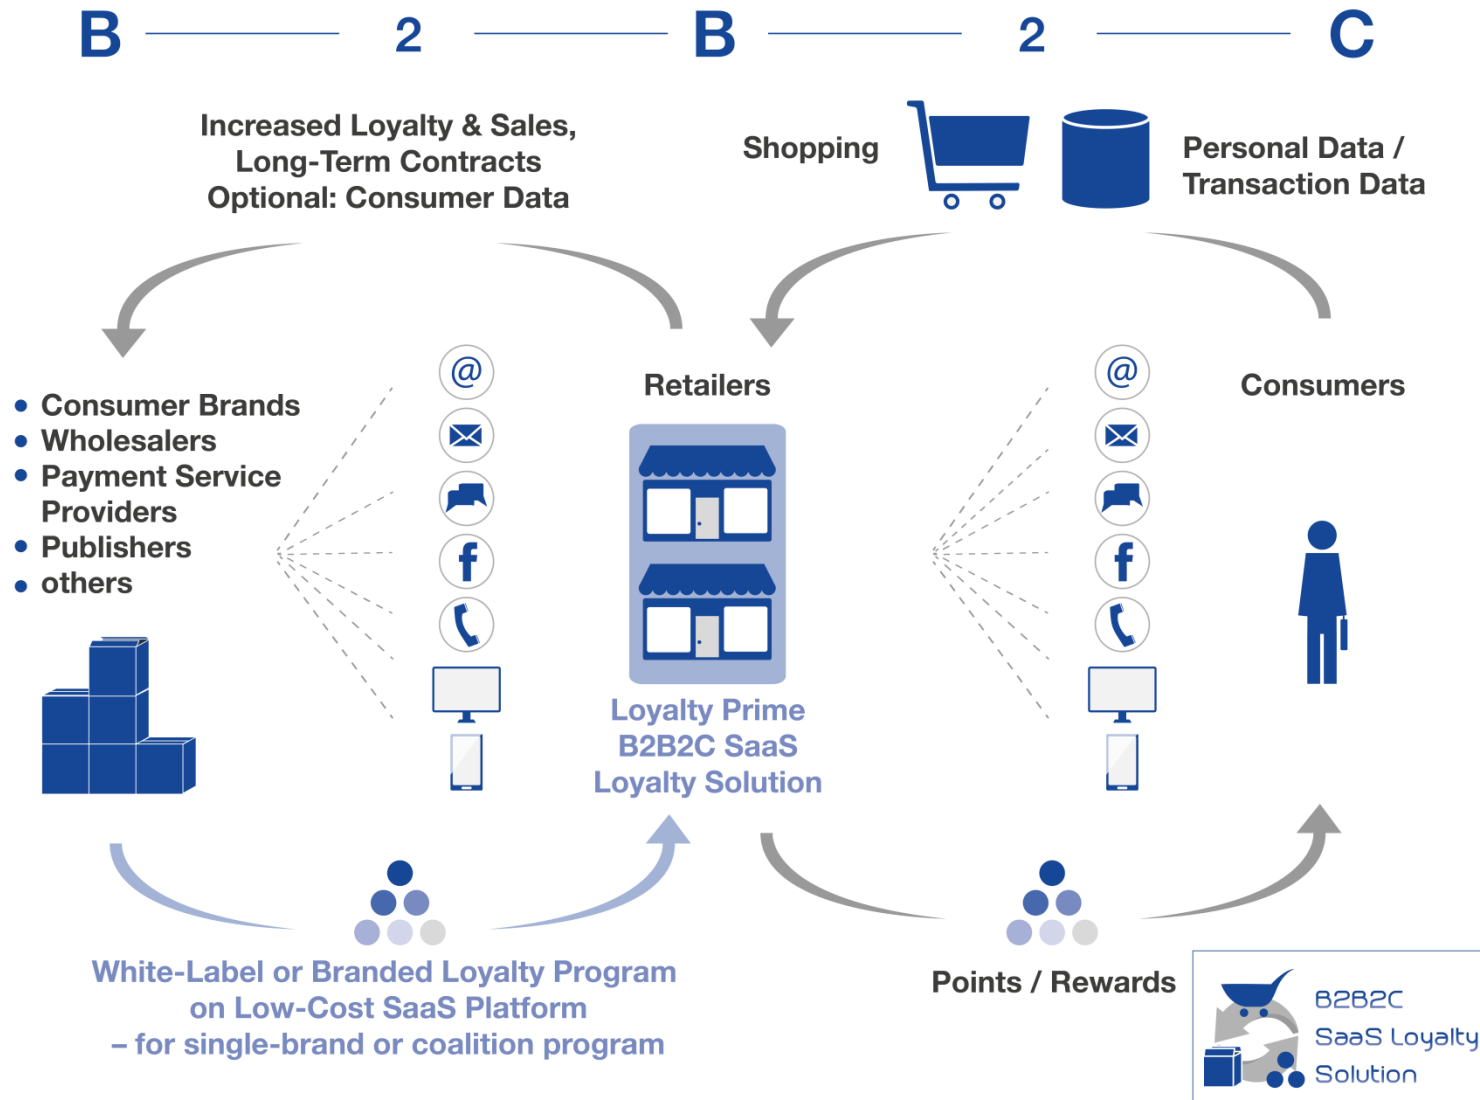 B 2 B 2 C
Increased Loyalty & Sales,
Long-Term Contracts
Optional: Consumer Data
Shopping
Personal Data /
Transaction Data
• Consumer Brands
• Wholesalers
• Payment Service
Providers
• Publishers
• others
@
f
Retailers
Loyalty Prime
B2B2C SaaS
Loyalty Solution
@
f
Consumers
White-Label or Branded Loyalty Program
on Low-Cost SaaS Platform
– for single-brand or coalition program
Points / Rewards
B2B2C
SaaS Loyalty
Solution